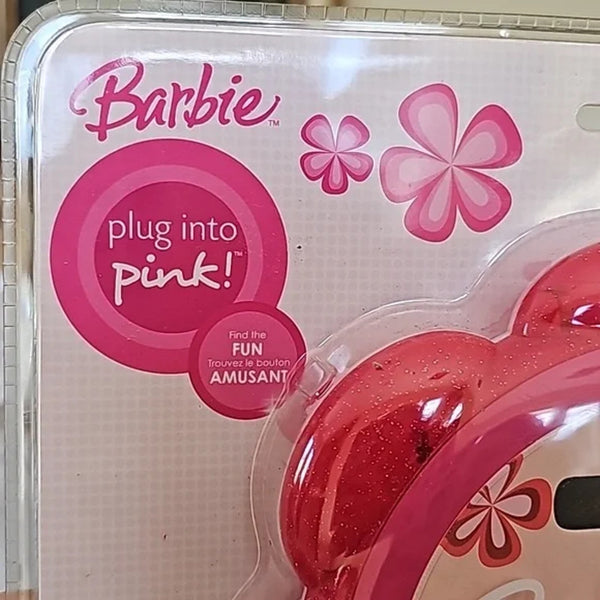 Barbie™
plug into
pink!™
Find the
FUN
Trouvez le bouton
AMUSANT